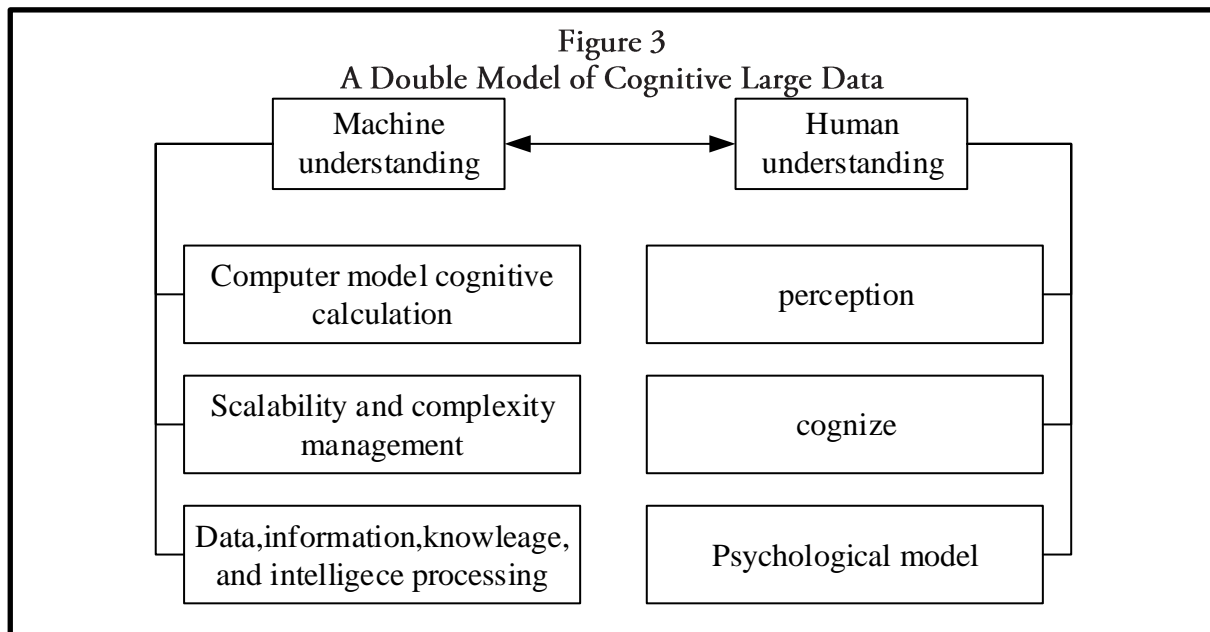 Figure 3
A Double Model of Cognitive Large Data
Machine
understanding
Human
understanding
Computer model cognitive
calculation
perception
Scalability and complexity
management
cognize
Data,information,knowleage,
and intelligece processing
Psychological model